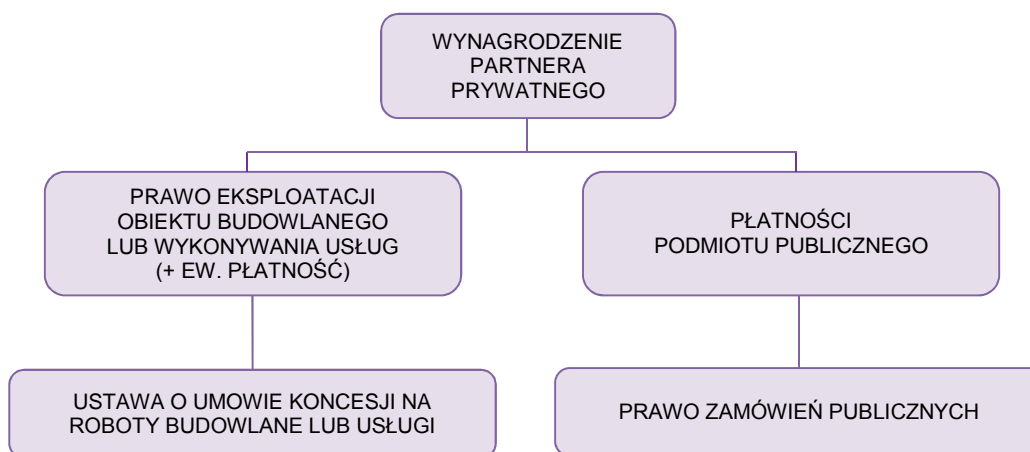 WYNAGRODZENIE
PARTNERA
PRYWATNEGO
PRAWO EKSPLOATACJI
OBIEKTU BUDOWLANEGO
LUB WYKONYWANIA USŁUG
(+ EW. PŁATNOŚĆ)
PŁATNOŚCI
PODMIOTU PUBLICZNEGO
USTAWA O UMOWIE KONCESJI NA
ROBOTY BUDOWLANE LUB USŁUGI
PRAWO ZAMÓWIEŃ PUBLICZNYCH